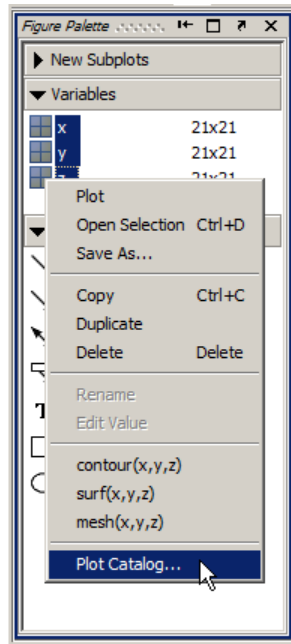 Figure Palette
New Subplots
Variables
x 21x21
y 21x21
z 21x21
Plot
Open Selection Ctrl+D
Save As...
Copy Ctrl+C
Duplicate
Delete Delete
Rename
Edit Value
T
contour(x,y,z)
surf(x,y,z)
mesh(x,y,z)
Plot Catalog...